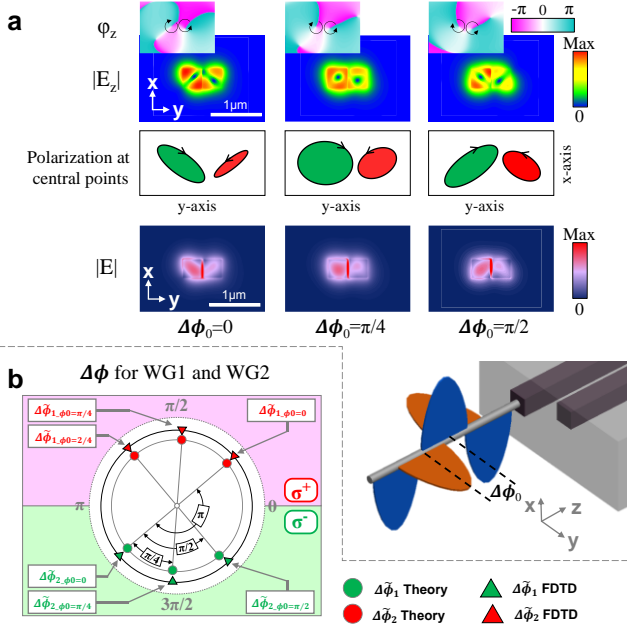 a
φz
-π 0 π
|Ez|
x
y
1μm
Max
0
Polarization at
central points
y-axis
y-axis
y-axis
x-axis
|E|
x
y
1μm
Max
0
Δϕ0=0
Δϕ0=π/4
Δϕ0=π/2
b
Δϕ for WG1 and WG2
π/2
Δϕ̃1_ϕ0=π/4
Δϕ̃1_ϕ0=0
Δϕ̃1_ϕ0=2/4
σ+
π
0
σ-
π
π/2
π/4
Δϕ̃2_ϕ0=0
Δϕ̃2_ϕ0=π/4
Δϕ̃2_ϕ0=π/2
3π/2
Δϕ0
x
z
y
Δϕ̃1 Theory
Δϕ̃1 FDTD
Δϕ̃2 Theory
Δϕ̃2 FDTD